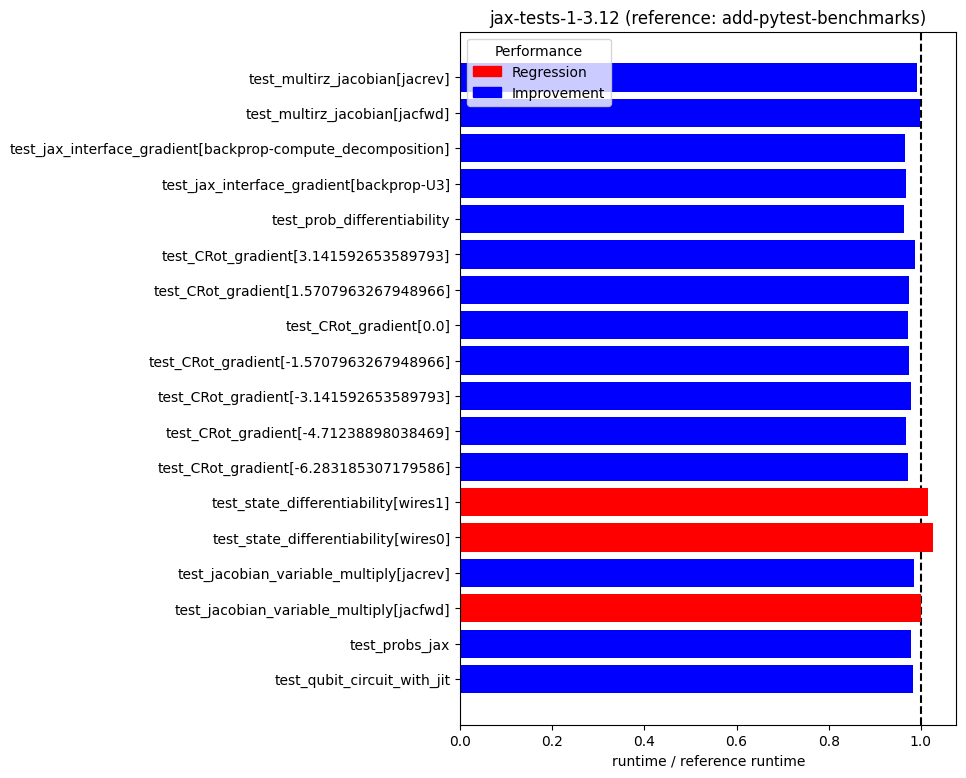 jax-tests-1-3.12 (reference: add-pytest-benchmarks)
Performance
Regression
Improvement
test_multirz_jacobian[jacrev]
test_multirz_jacobian[jacfwd]
test_jax_interface_gradient[backprop-compute_decomposition]
test_jax_interface_gradient[backprop-U3]
test_prob_differentiability
test_CRot_gradient[3.141592653589793]
test_CRot_gradient[1.5707963267948966]
test_CRot_gradient[0.0]
test_CRot_gradient[-1.5707963267948966]
test_CRot_gradient[-3.141592653589793]
test_CRot_gradient[-4.71238898038469]
test_CRot_gradient[-6.283185307179586]
test_state_differentiability[wires1]
test_state_differentiability[wires0]
test_jacobian_variable_multiply[jacrev]
test_jacobian_variable_multiply[jacfwd]
test_probs_jax
test_qubit_circuit_with_jit
0.0 0.2 0.4 0.6 0.8 1.0
runtime / reference runtime